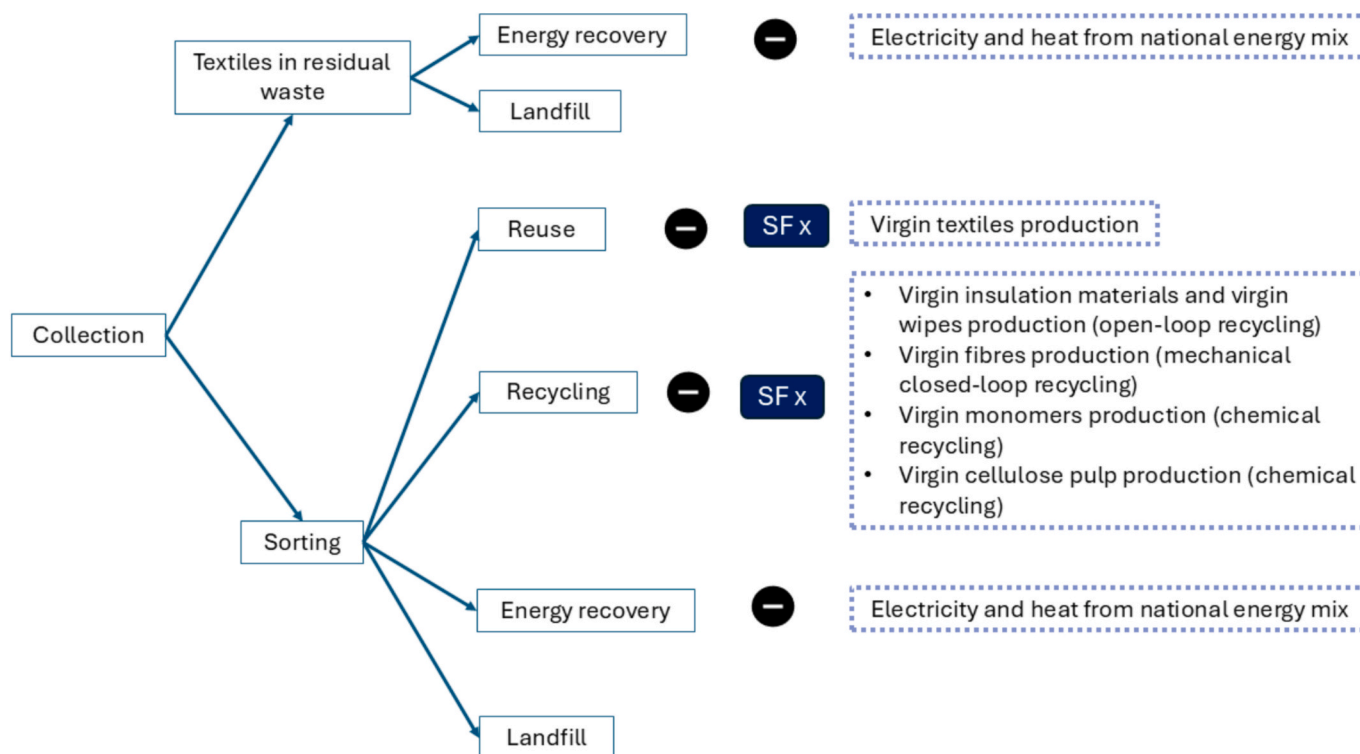 Energy recovery
Electricity and heat from national energy mix
Textiles in residual
waste
Landfill
Reuse
SF x
Virgin textiles production
Collection
Recycling
SF x
• Virgin insulation materials and virgin
wipes production (open-loop recycling)
• Virgin fibres production (mechanical
closed-loop recycling)
• Virgin monomers production (chemical
recycling)
• Virgin cellulose pulp production (chemical
recycling)
Sorting
Energy recovery
Electricity and heat from national energy mix
Landfill